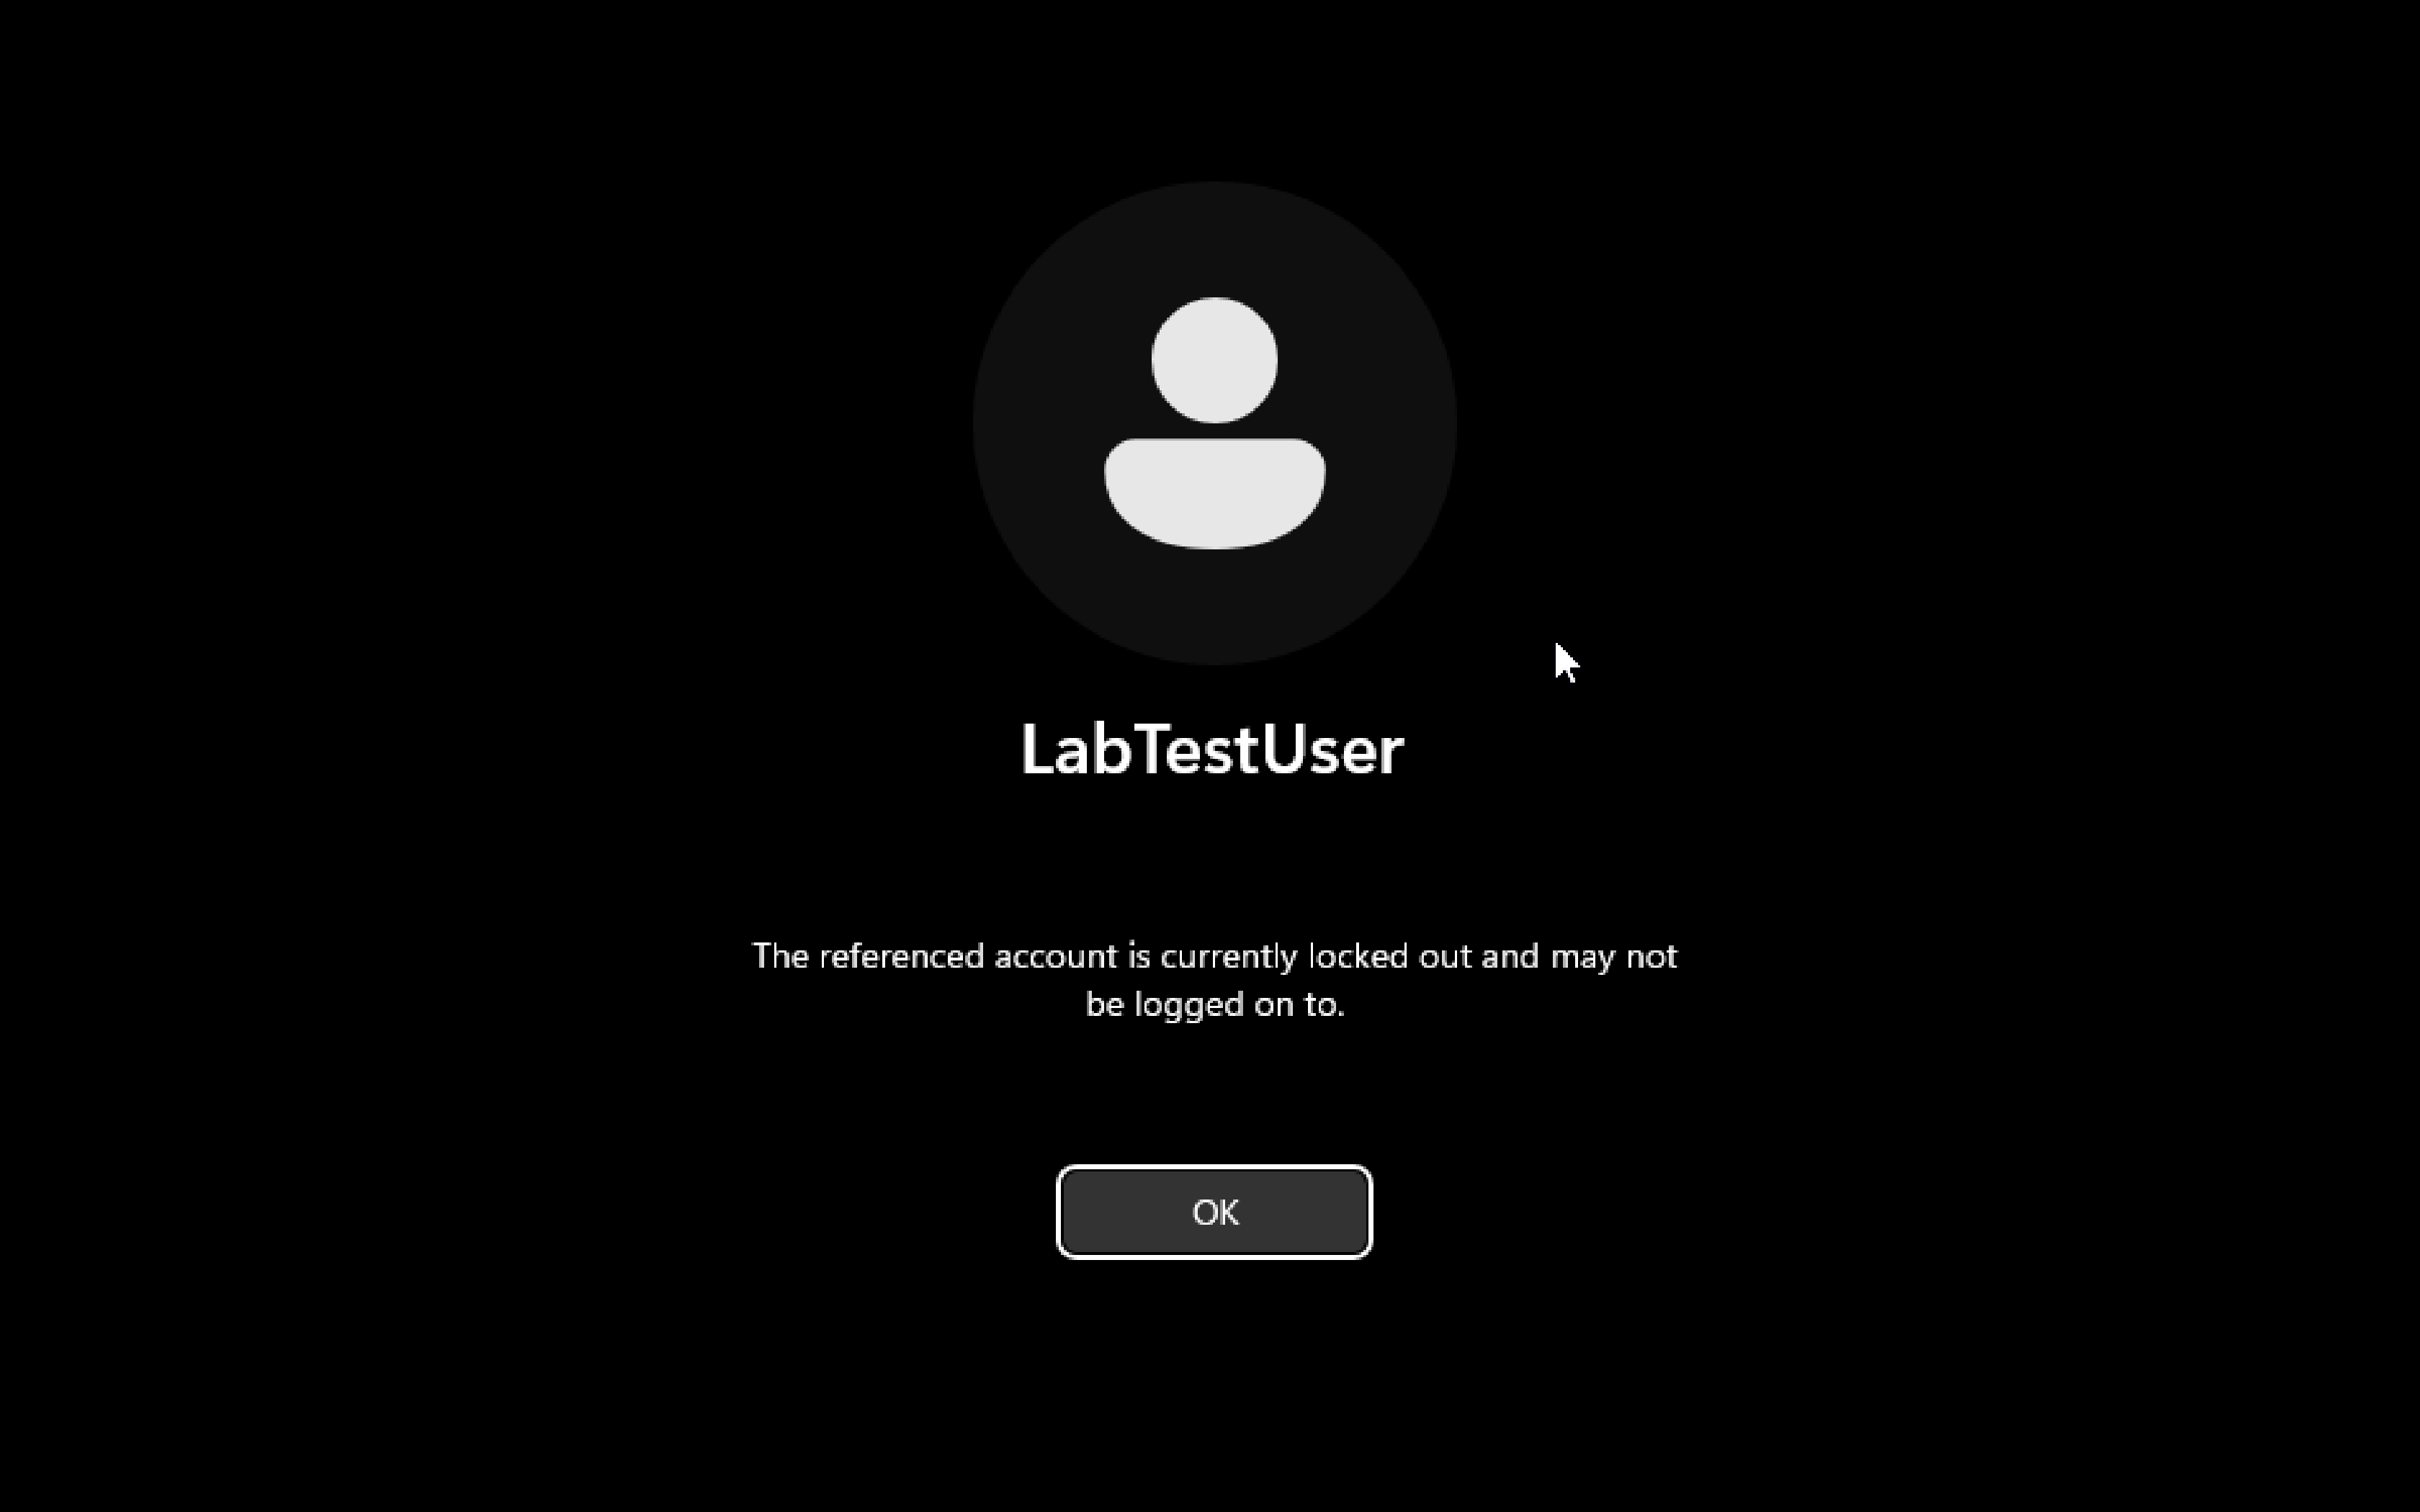 LabTestUser
The referenced account is currently locked out and may not
be logged on to.
OK